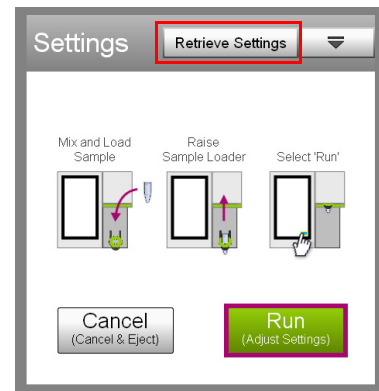 Settings
Retrieve Settings
Mix and Load
Sample
Raise
Sample Loader
Select 'Run'
Cancel
(Cancel & Eject)
Run
(Adjust Settings)